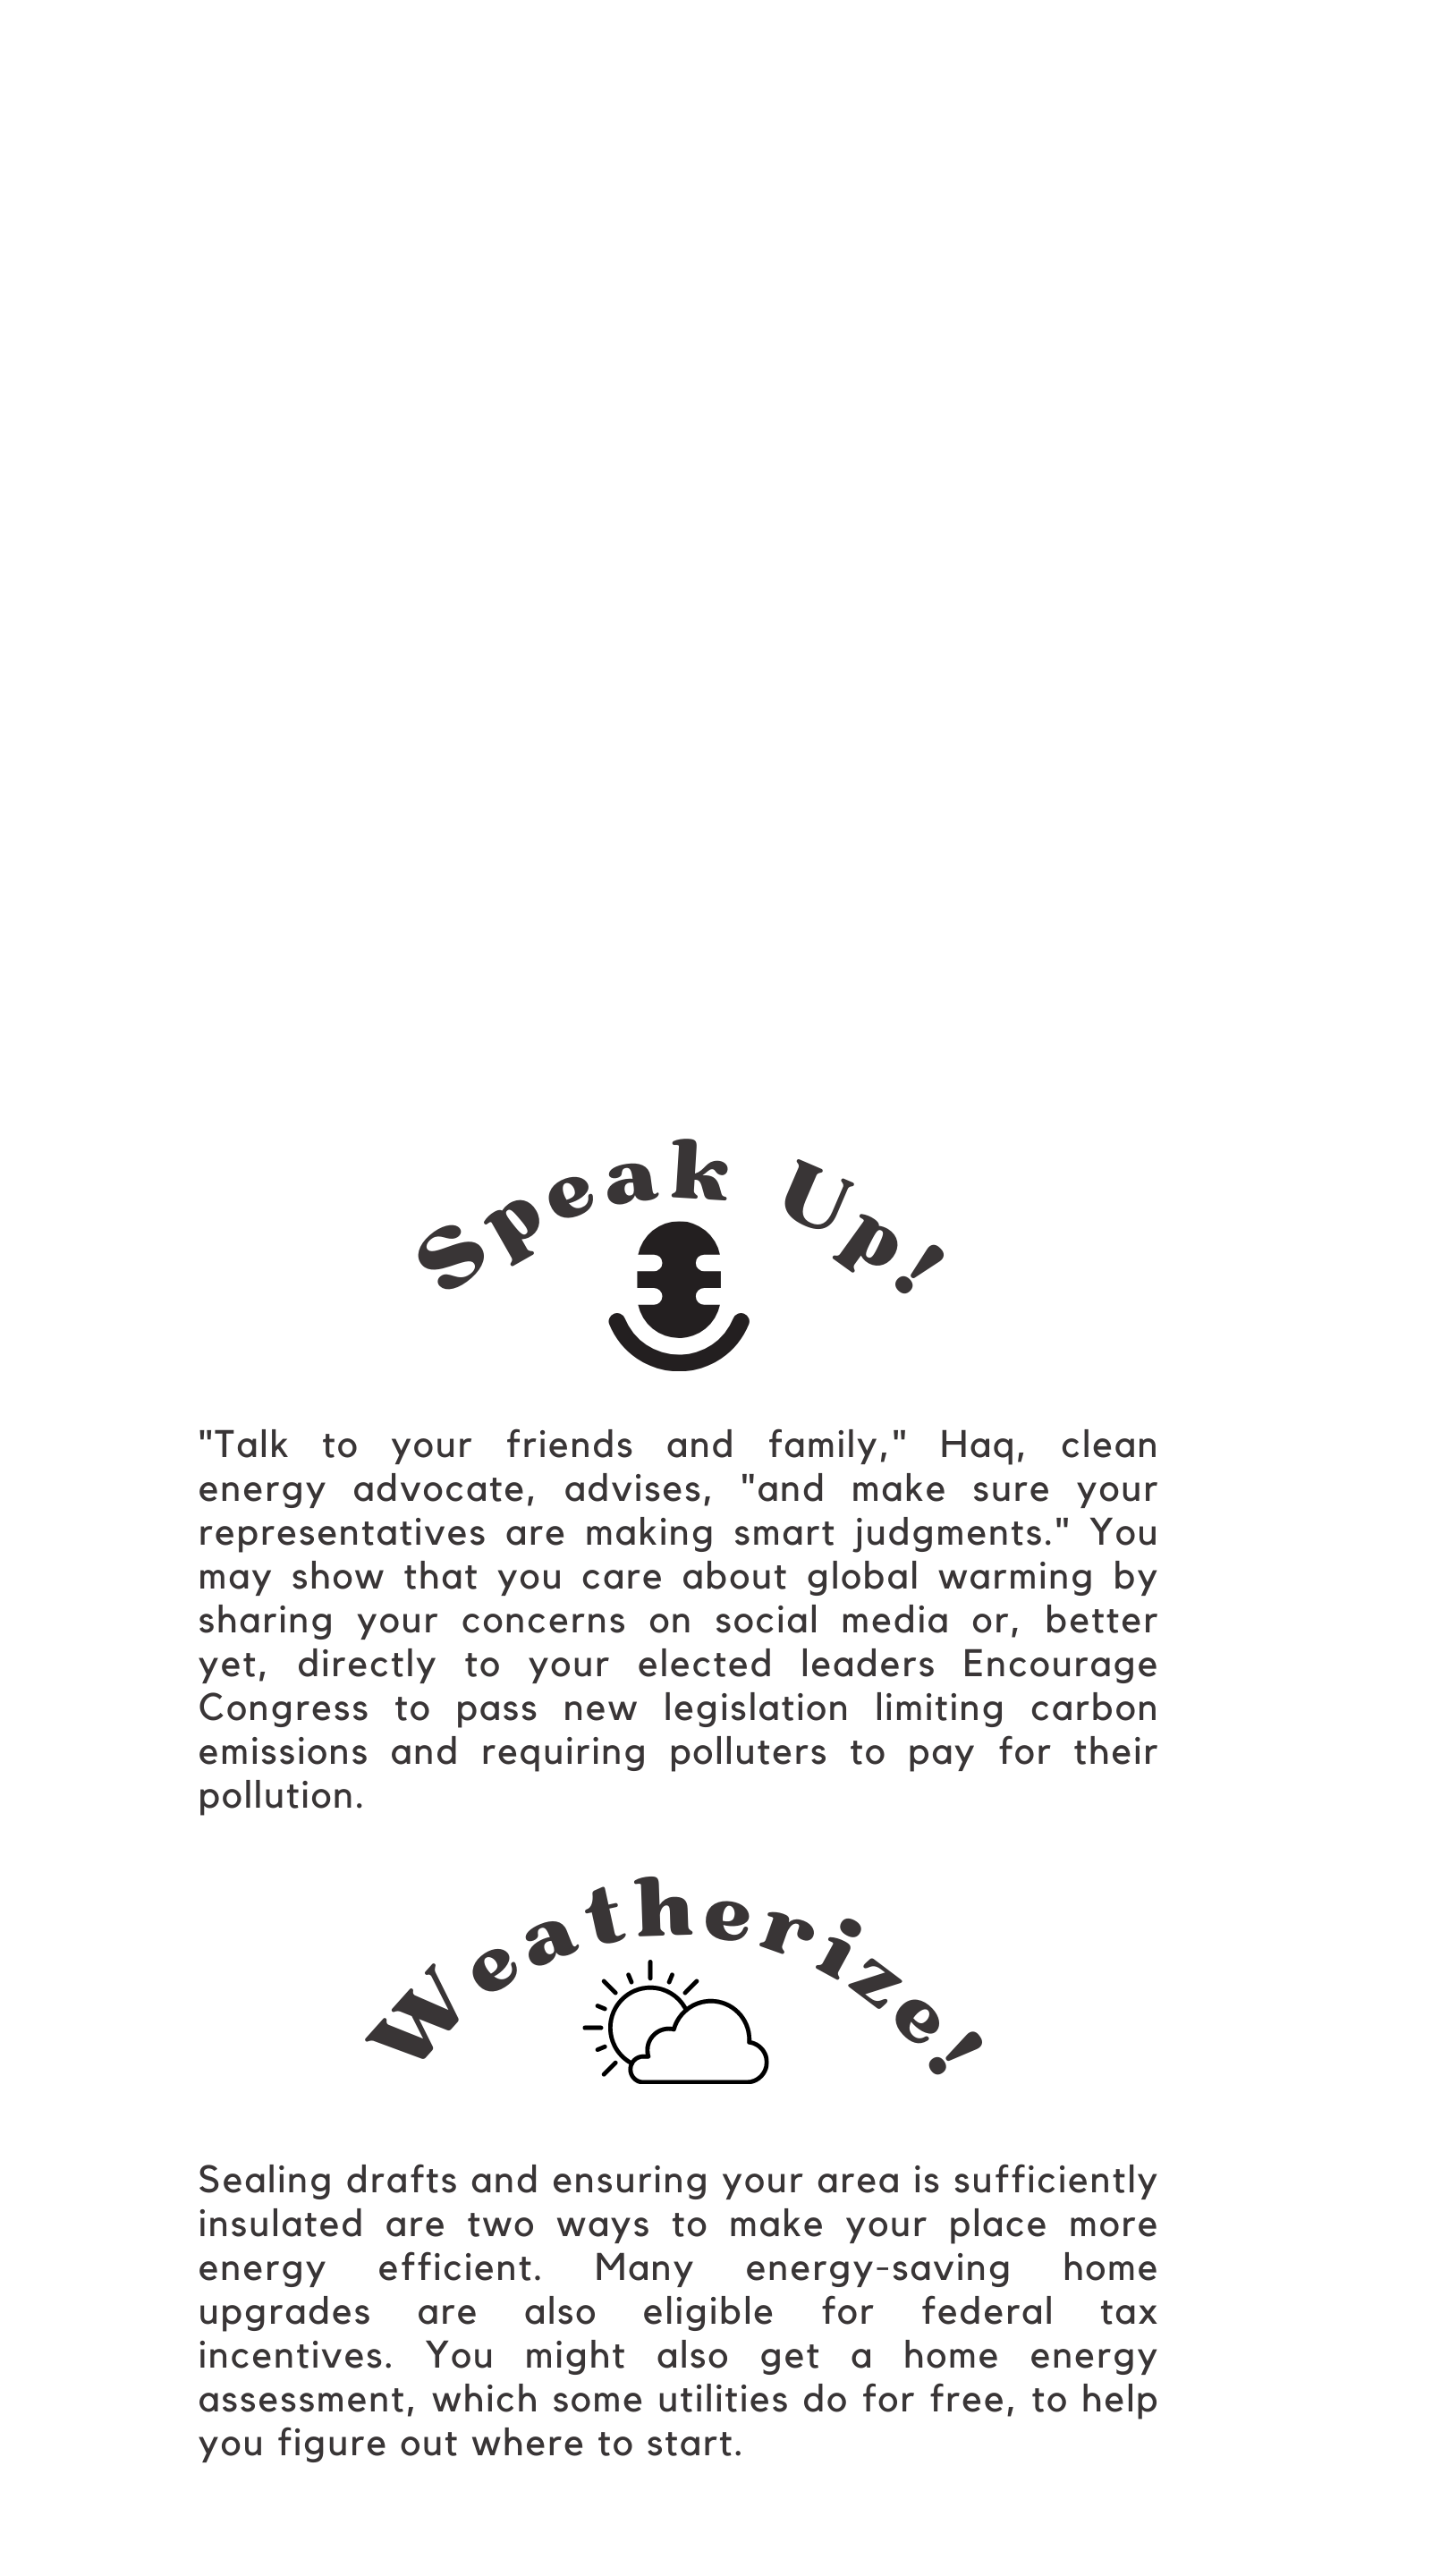 Speak Up!
"Talk to your friends and family," Haq, clean
energy advocate, advises, "and make sure your
representatives are making smart judgments." You
may show that you care about global warming by
sharing your concerns on social media or, better
yet, directly to your elected leaders Encourage
Congress to pass new legislation limiting carbon
emissions and requiring polluters to pay for their
pollution.
Weatherize!
Sealing drafts and ensuring your area is sufficiently
insulated are two ways to make your place more
energy efficient. Many energy-saving home
upgrades are also eligible for federal tax
incentives. You might also get a home energy
assessment, which some utilities do for free, to help
you figure out where to start.